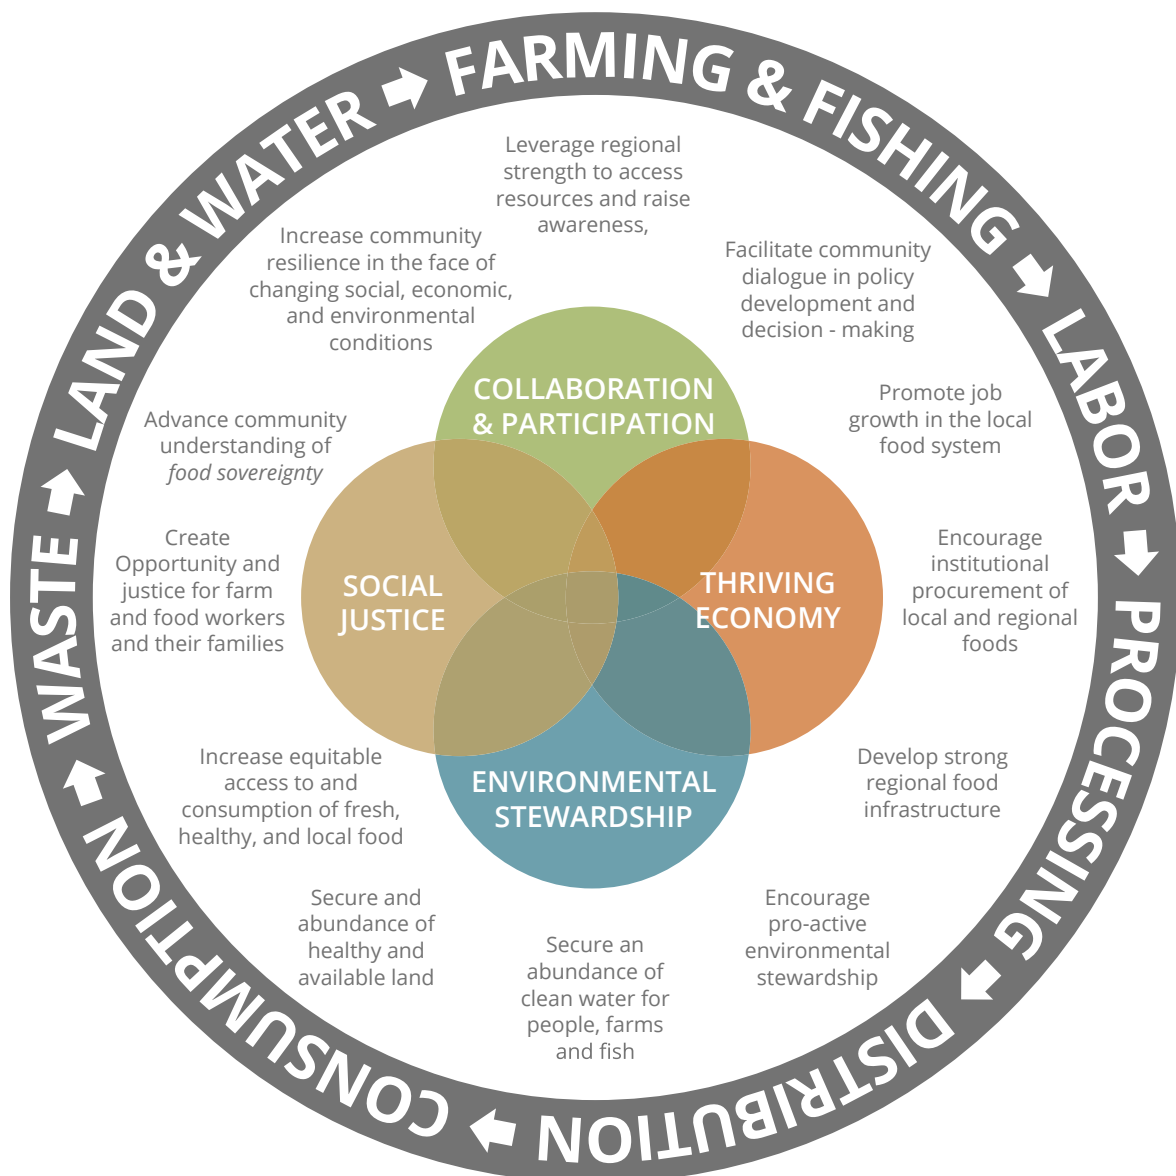 LAND & WATER
FARMING & FISHING
LABOR
PROCESSING
DISTRIBUTION
CONSUMPTION
WASTE
Leverage regional
strength to access
resources and raise
awareness,
Facilitate community
dialogue in policy
development and
decision - making
Promote job
growth in the local
food system
Encourage
institutional
procurement of
local and regional
foods
Develop strong
regional food
infrastructure
Encourage
pro-active
environmental
stewardship
Secure an
abundance of
clean water for
people, farms
and fish
Secure and
abundance of
healthy and
available land
Increase equitable
access to and
consumption of fresh,
healthy, and local food
Create
Opportunity and
justice for farm
and food workers
and their families
Advance community
understanding of
food sovereignty
Increase community
resilience in the face of
changing social, economic,
and environmental
conditions
COLLABORATION
& PARTICIPATION
SOCIAL
JUSTICE
THRIVING
ECONOMY
ENVIRONMENTAL
STEWARDSHIP